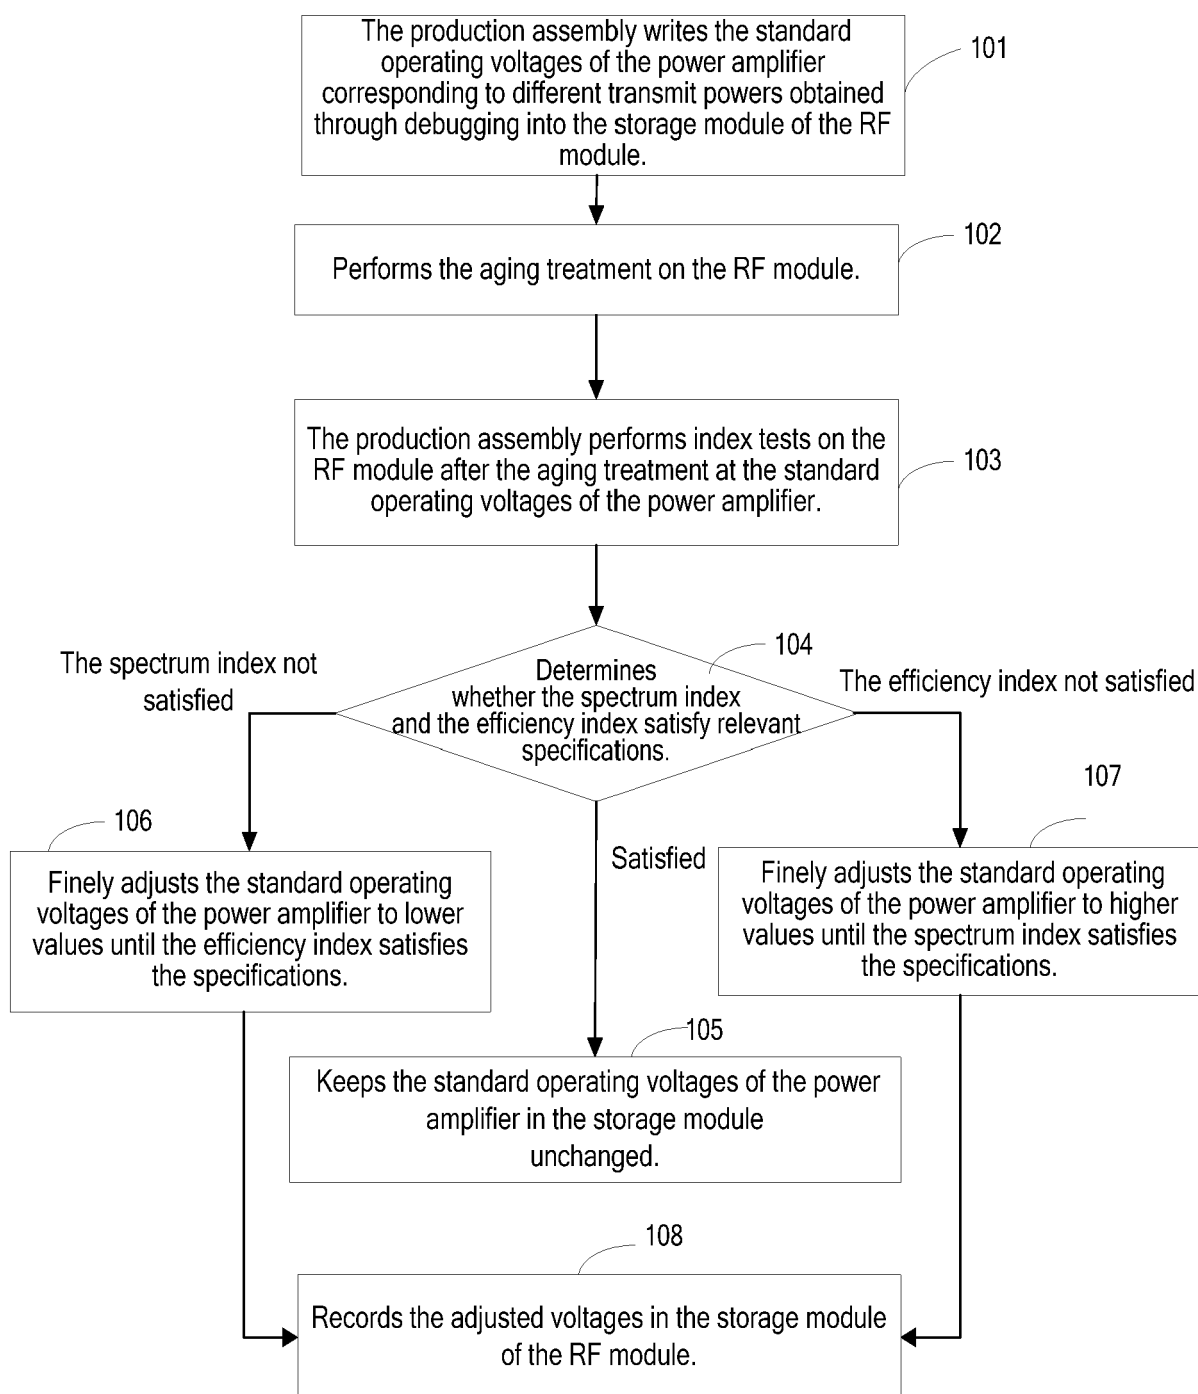 The production assembly writes the standard
operating voltages of the power amplifier
corresponding to different transmit powers obtained
through debugging into the storage module of the RF
module.
101
Performs the aging treatment on the RF module.
102
The production assembly performs index tests on the
RF module after the aging treatment at the standard
operating voltages of the power amplifier.
103
104
Determines
whether the spectrum index
and the efficiency index satisfy relevant
specifications.
The spectrum index not
satisfied
The efficiency index not satisfied
Satisfied
106
Finely adjusts the standard operating
voltages of the power amplifier to lower
values until the efficiency index satisfies
the specifications.
107
Finely adjusts the standard operating
voltages of the power amplifier to higher
values until the spectrum index satisfies
the specifications.
105
Keeps the standard operating voltages of the power
amplifier in the storage module
unchanged.
108
Records the adjusted voltages in the storage module
of the RF module.